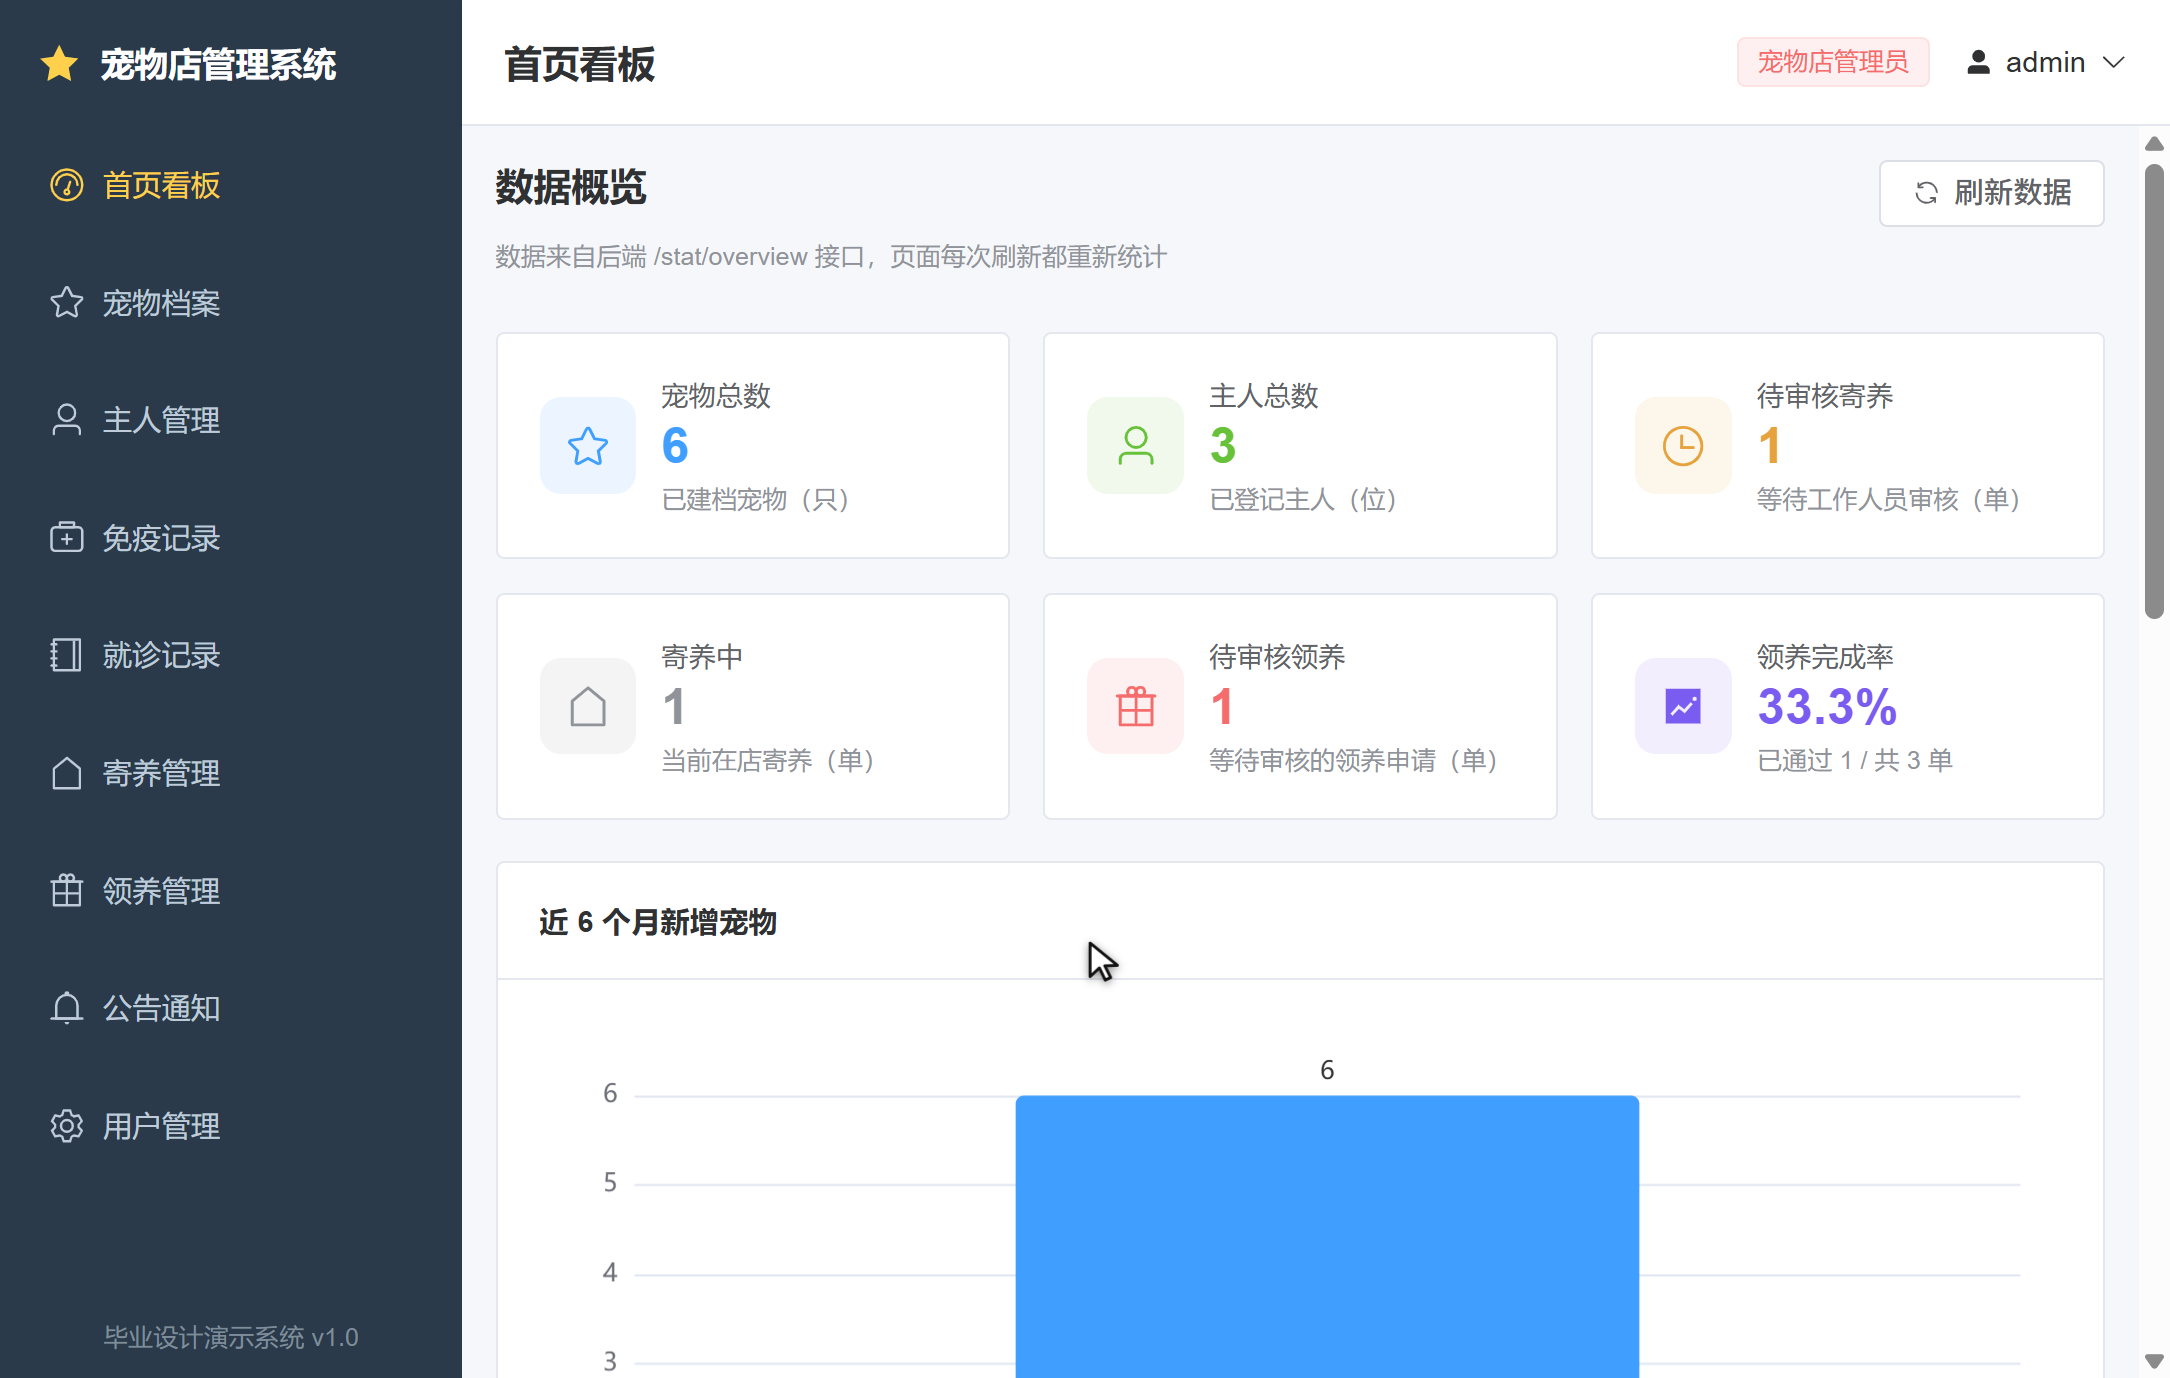 宠物店管理系统
首页看板
宠物档案
主人管理
免疫记录
就诊记录
寄养管理
领养管理
公告通知
用户管理
毕业设计演示系统 v1.0
首页看板
宠物店管理员
admin
数据概览
刷新数据
数据来自后端 /stat/overview 接口，页面每次刷新都重新统计
宠物总数
6
已建档宠物（只）
主人总数
3
已登记主人（位）
待审核寄养
1
等待工作人员审核（单）
寄养中
1
当前在店寄养（单）
待审核领养
1
等待审核的领养申请（单）
领养完成率
33.3%
已通过 1 / 共 3 单
近 6 个月新增宠物
6
6
5
4
3